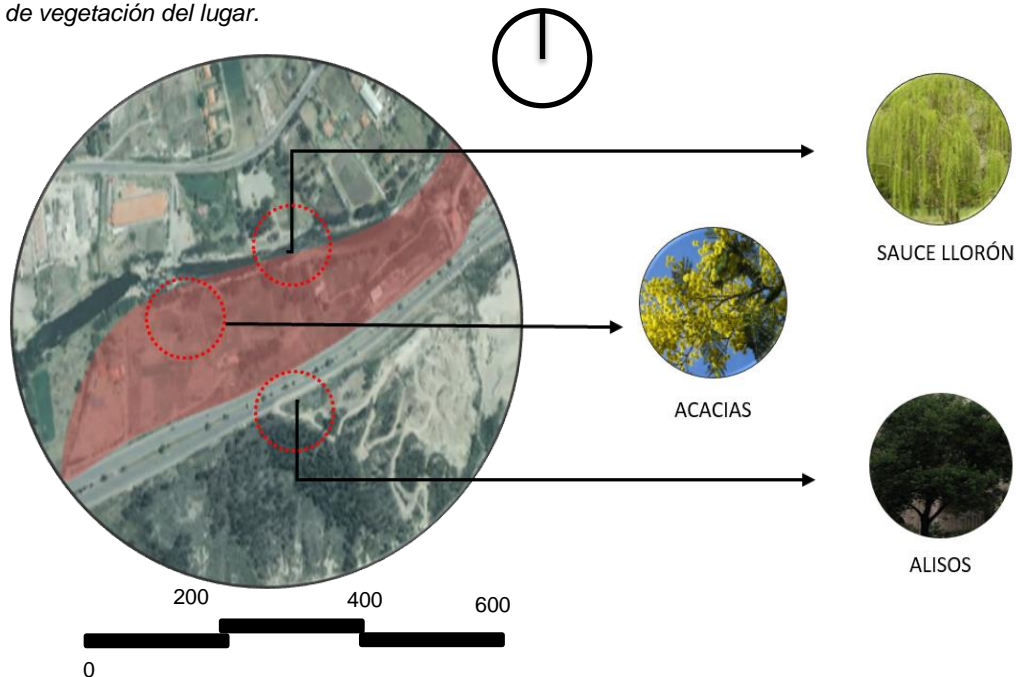 de vegetación del lugar.
SAUCE LLORÓN
ACACIAS
ALISOS
200 400 600
0